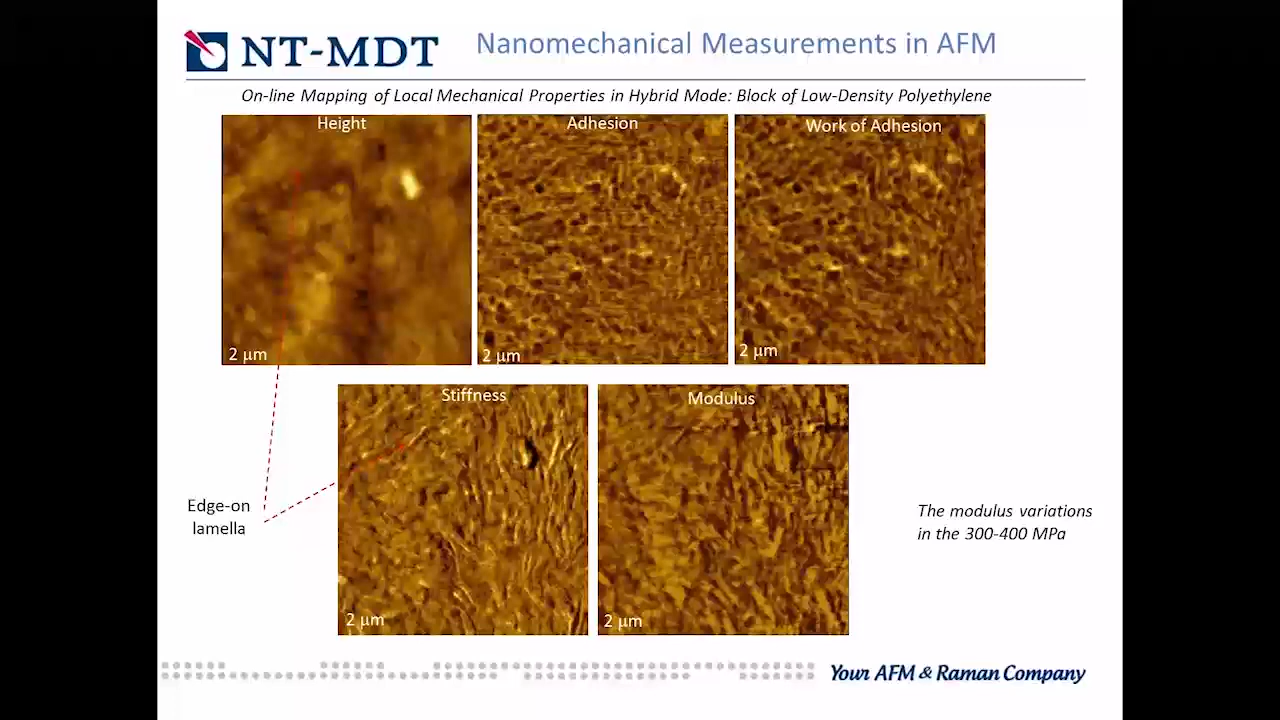 NT-MDT
Nanomechanical Measurements in AFM
On-line Mapping of Local Mechanical Properties in Hybrid Mode: Block of Low-Density Polyethylene
Height
Adhesion
Work of Adhesion
2 μm
2 μm
2 μm
Stiffness
Modulus
Edge-on
lamella
The modulus variations
in the 300-400 MPa
2 μm
2 μm
Your AFM & Raman Company